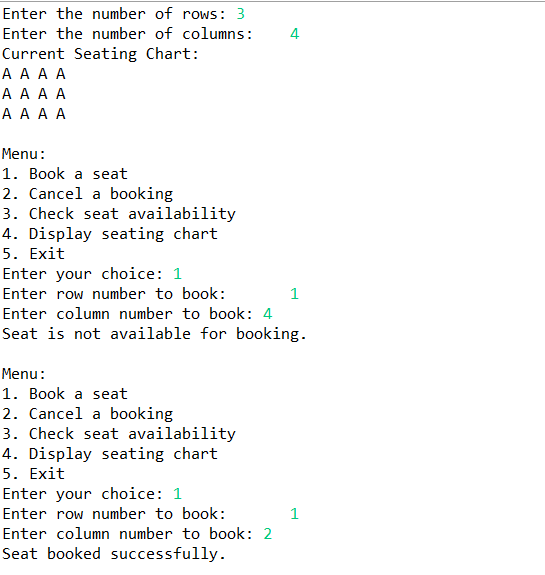 Enter the number of rows: 3
Enter the number of columns:    4
Current Seating Chart:
A A A A
A A A A
A A A A

Menu:
1. Book a seat
2. Cancel a booking
3. Check seat availability
4. Display seating chart
5. Exit
Enter your choice: 1
Enter row number to book:       1
Enter column number to book: 4
Seat is not available for booking.

Menu:
1. Book a seat
2. Cancel a booking
3. Check seat availability
4. Display seating chart
5. Exit
Enter your choice: 1
Enter row number to book:       1
Enter column number to book: 2
Seat booked successfully.